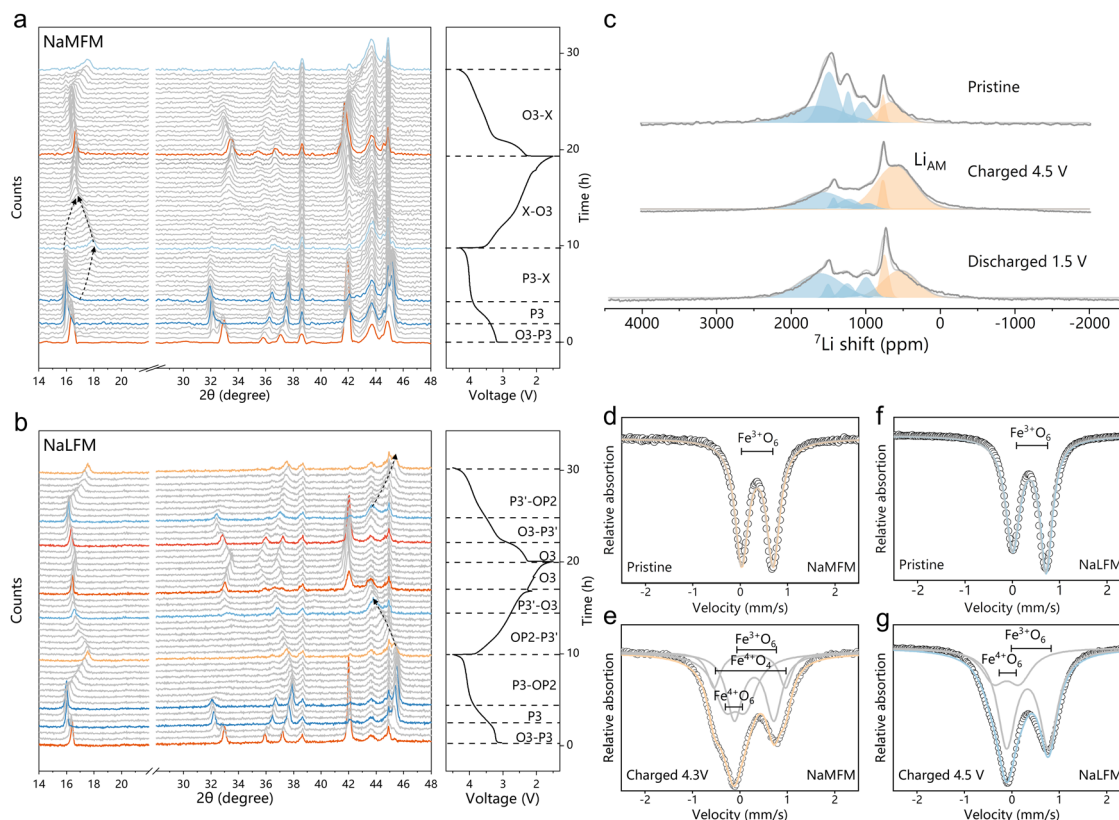 a
NaMFM
Counts
14 16 18 20 30 32 34 36 38 40 42 44 46 48
2θ (degree)
O3-X
X-O3
P3-X
P3
O3-P3
4 3 2
Voltage (V)
30
20
10
0
Time (h)
b
NaLFM
Counts
14 16 18 20 30 32 34 36 38 40 42 44 46 48
2θ (degree)
P3'-OP2
O3-P3'
O3
O3
P3'-O3
OP2-P3'
P3-OP2
P3
O3-P3
4 3 2
Voltage (V)
30
20
10
0
Time (h)
c
Pristine
LiAM
Charged 4.5 V
Discharged 1.5 V
4000 3000 2000 1000 0 -1000 -2000
⁷Li shift (ppm)
d
Fe³⁺O₆
Relative absortion
Pristine
NaMFM
-2 -1 0 1 2
Velocity (mm/s)
f
Fe³⁺O₆
Relative absortion
Pristine
NaLFM
-2 -1 0 1 2
Velocity (mm/s)
e
Fe³⁺O₆
Fe⁴⁺O₄
Fe⁴⁺O₆
Relative absortion
Charged 4.3V
NaMFM
-2 -1 0 1 2
Velocity (mm/s)
g
Fe³⁺O₆
Fe⁴⁺O₆
Relative absortion
Charged 4.5 V
NaLFM
-2 -1 0 1 2
Velocity (mm/s)